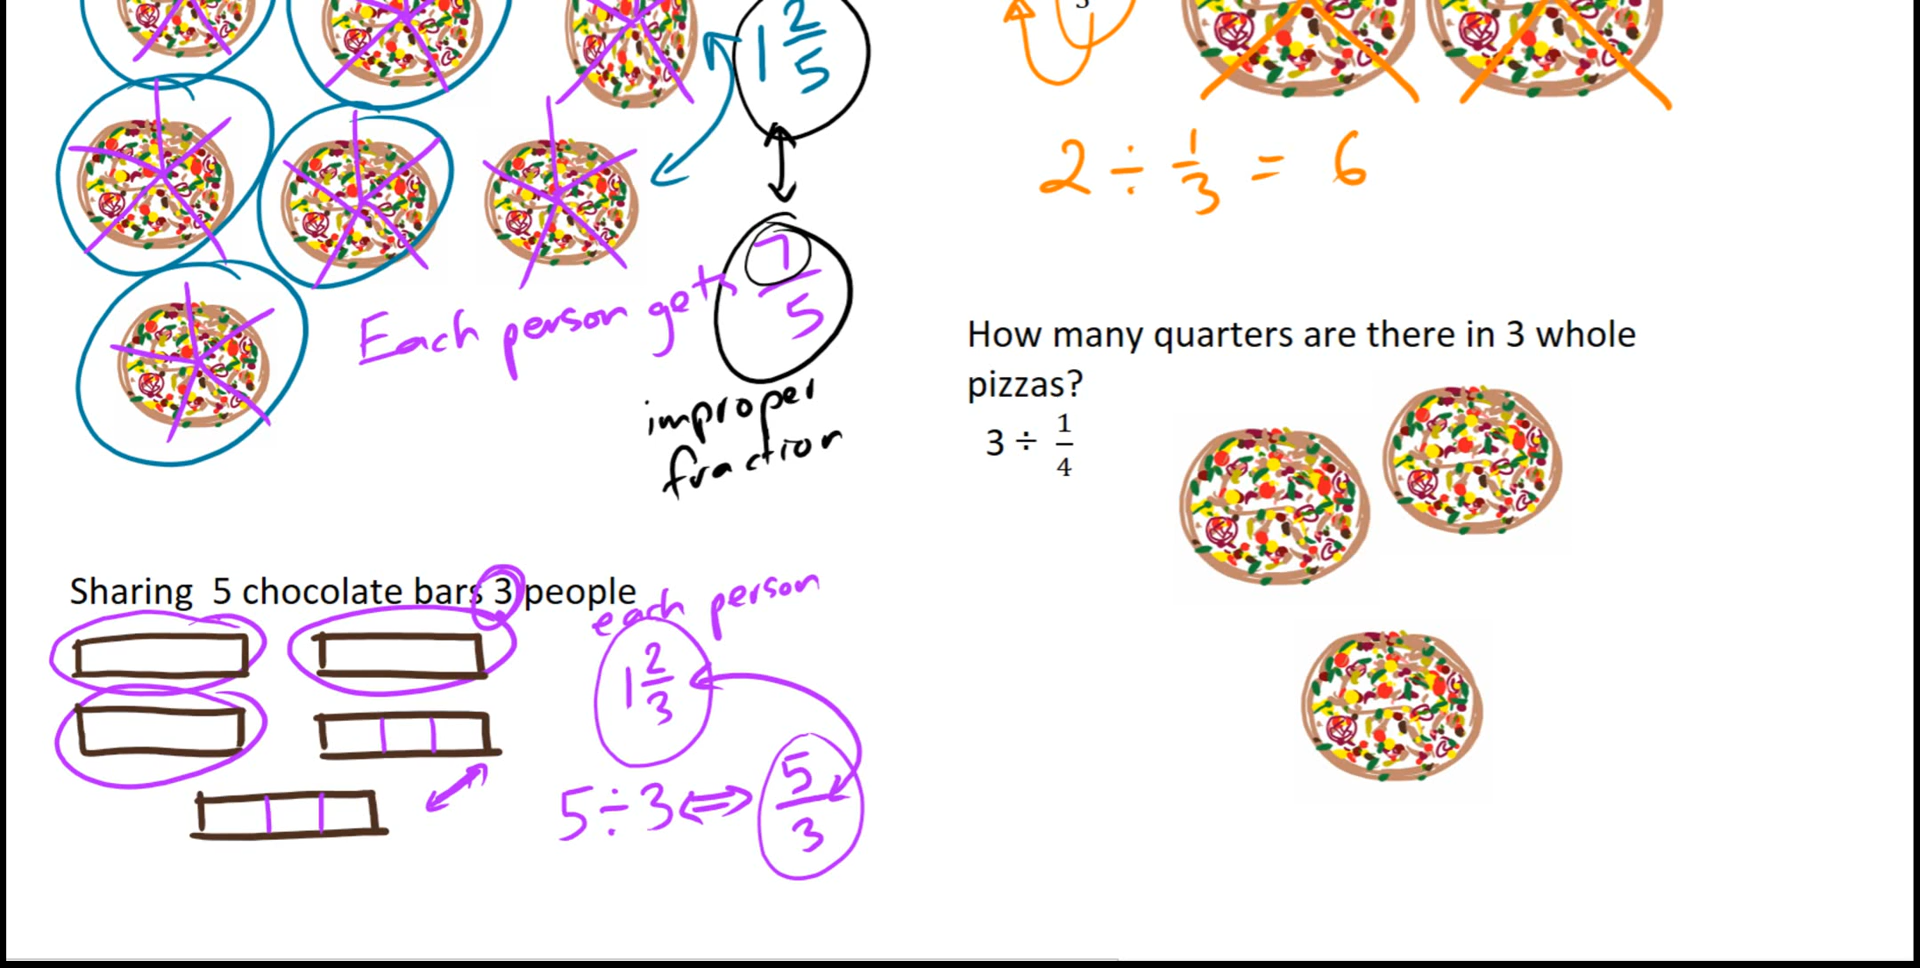 1 2/5
Each person gets 7/5
improper
fraction
Sharing 5 chocolate bars 3 people
each person
1 2/3
5 ÷ 3 ⇔ 5/3
3
2 ÷ 1/3 = 6
How many quarters are there in 3 whole
pizzas?
3 ÷ 1/4